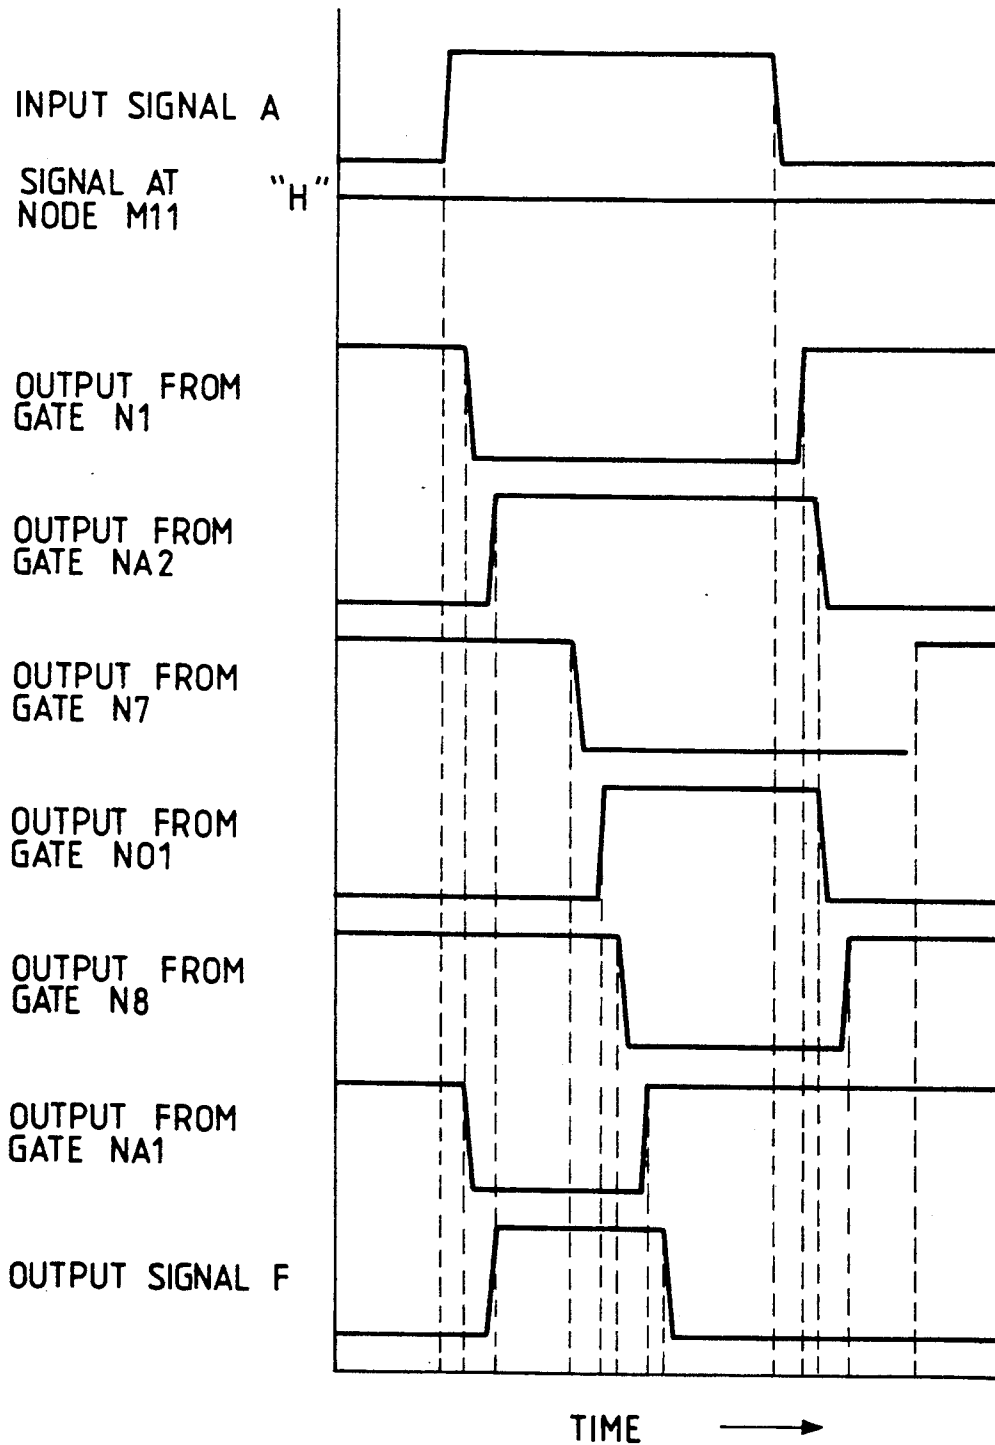 INPUT SIGNAL A
SIGNAL AT "H"
NODE M11
OUTPUT FROM
GATE N1
OUTPUT FROM
GATE NA2
OUTPUT FROM
GATE N7
OUTPUT FROM
GATE NO1
OUTPUT FROM
GATE N8
OUTPUT FROM
GATE NA1
OUTPUT SIGNAL F
TIME